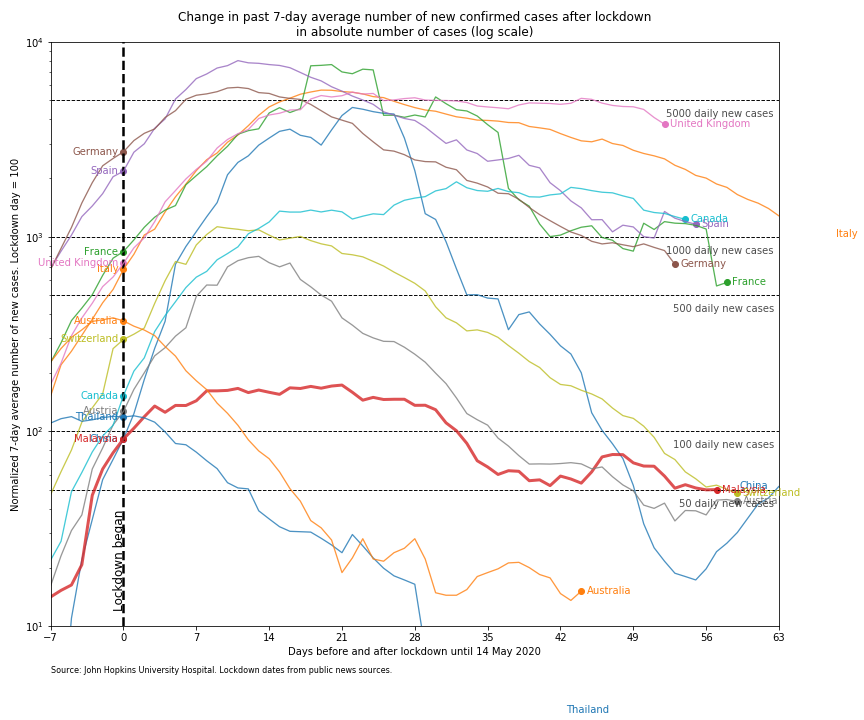 Change in past 7-day average number of new confirmed cases after lockdown
in absolute number of cases (log scale)
Normalized 7-day average number of new cases. Lockdown day = 100
10⁴
10³
10²
10¹
5000 daily new cases
United Kingdom
Germany
Spain
Canada
Spain
Italy
1000 daily new cases
France
United Kingdom
Italy
Germany
France
500 daily new cases
Australia
Switzerland
Canada
Austria
Thailand
Malaysia
China
100 daily new cases
China
Malaysia
Switzerland
Austria
50 daily new cases
Lockdown began
Australia
−7
0
7
14
21
28
35
42
49
56
63
Days before and after lockdown until 14 May 2020
Source: John Hopkins University Hospital. Lockdown dates from public news sources.
Thailand